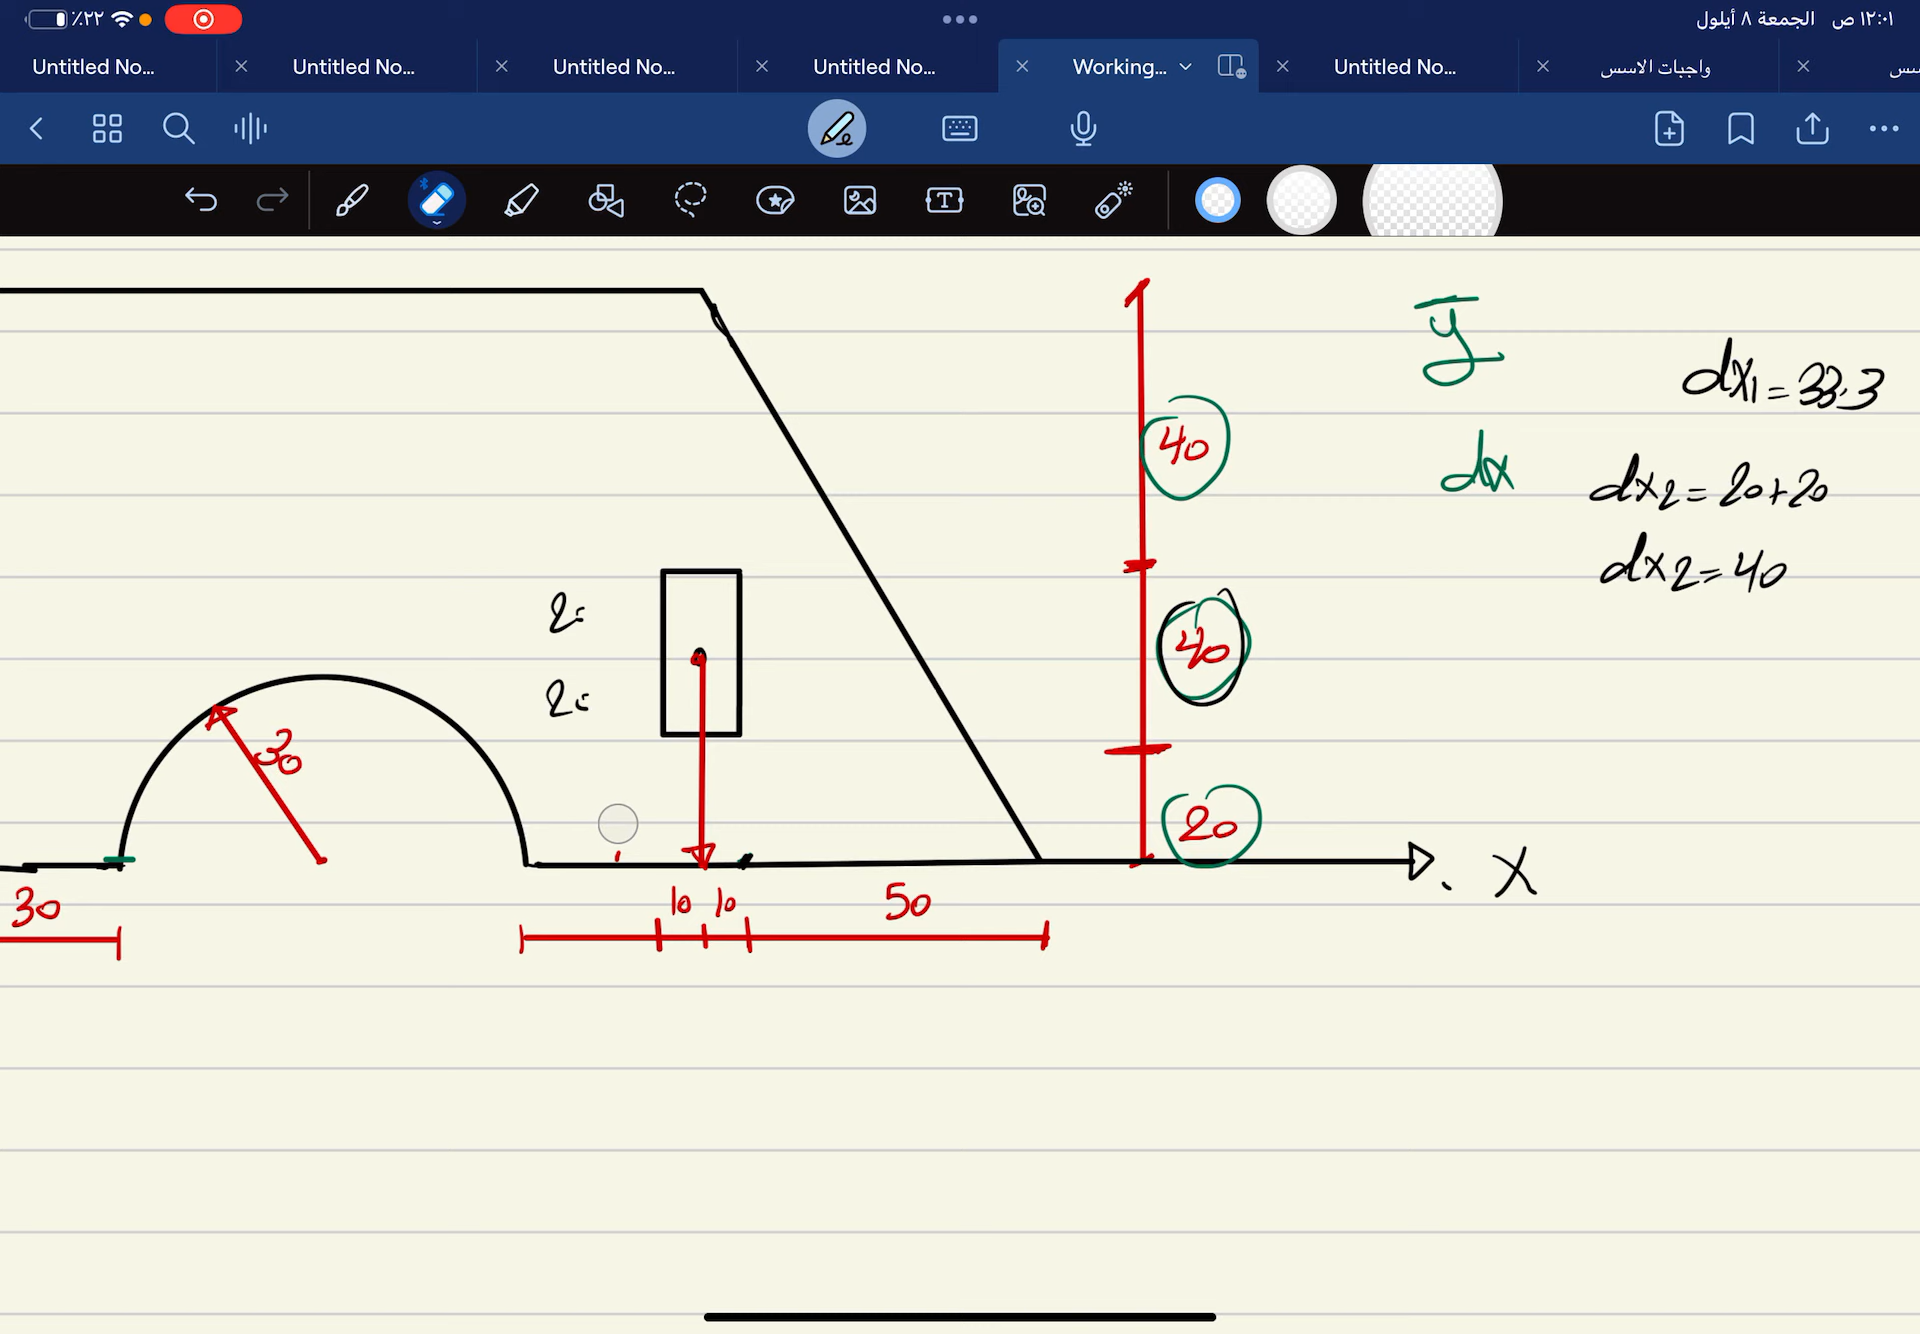 ٪٢٢
١٢:٠١ ص الجمعة ٨ أيلول
Untitled No...
Untitled No...
Untitled No...
Untitled No...
Working...
Untitled No...
واجبات الاسس
ȳ
dx₁ = 33.3
40
dx
dx₂ = 20+20
dx₂ = 40
40
30
20
X
30
10
10
50